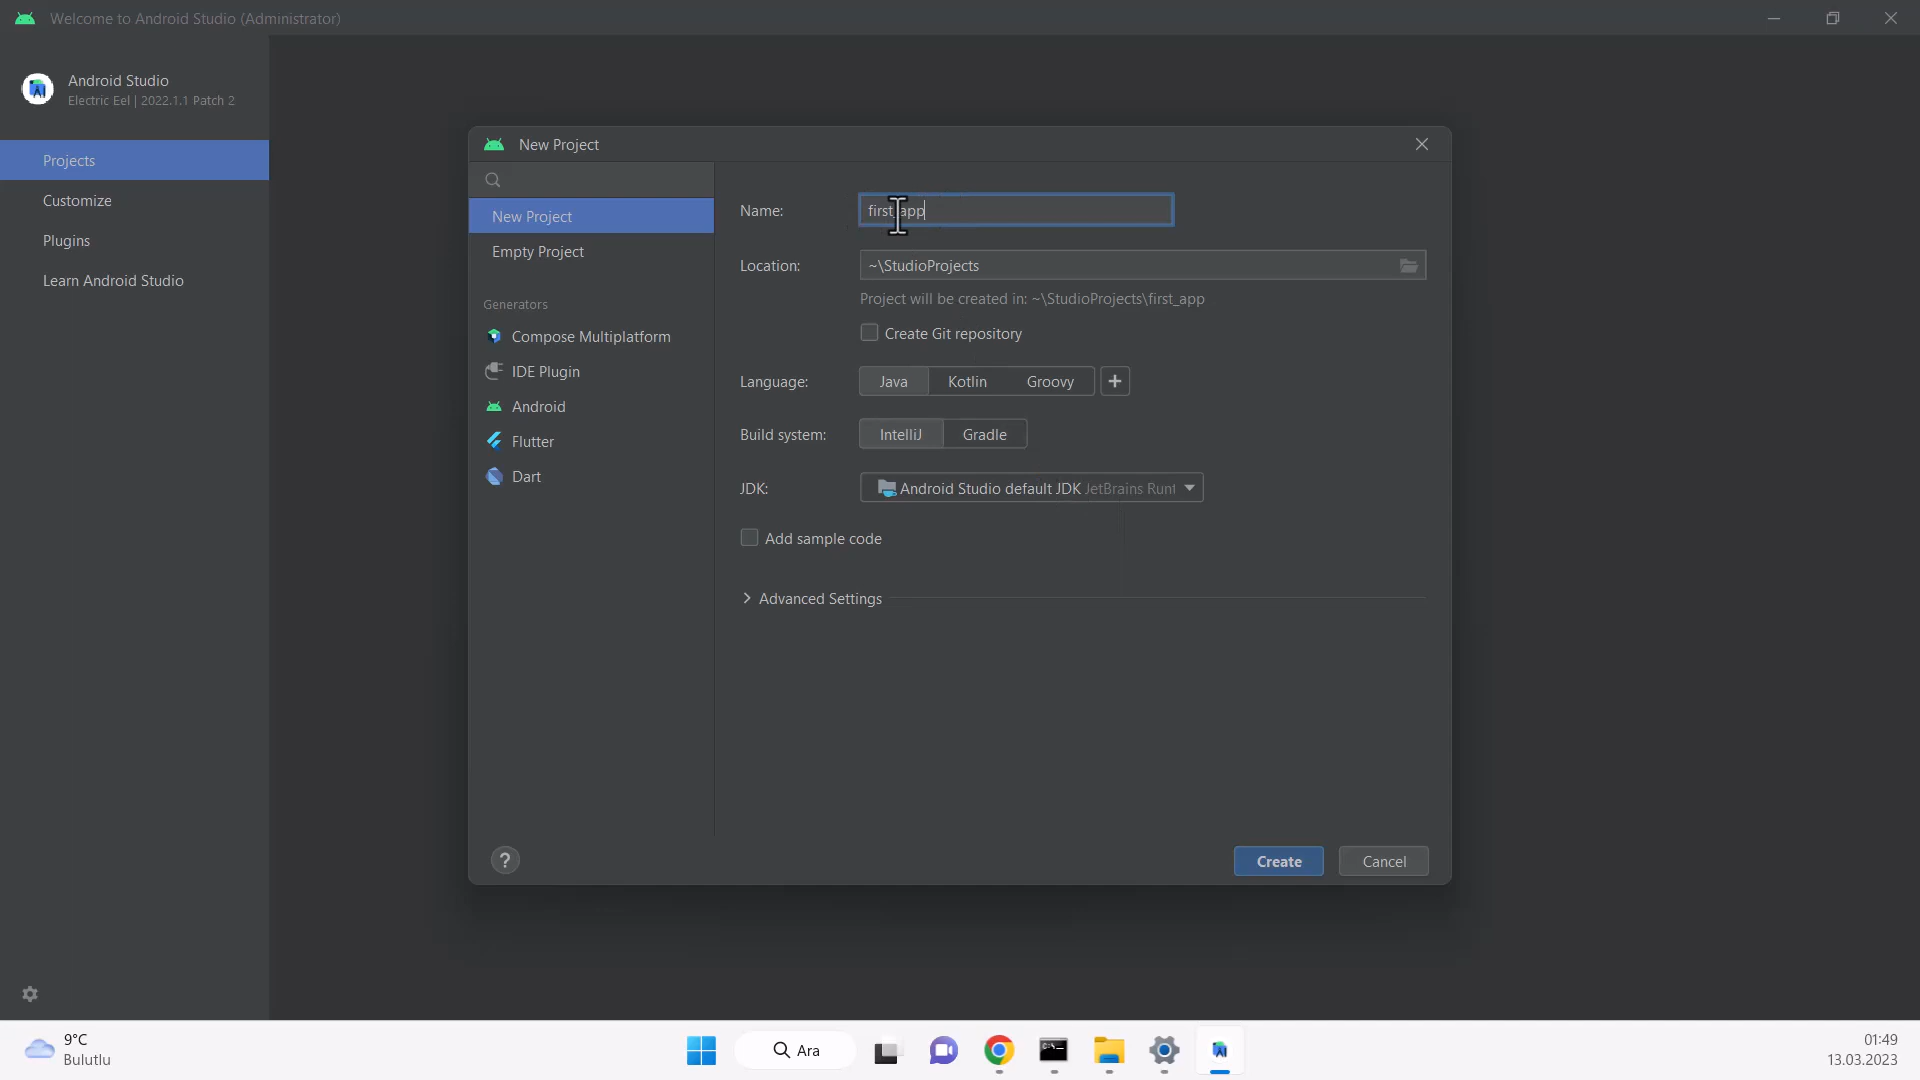 Welcome to Android Studio (Administrator)
Android Studio
Electric Eel | 2022.1.1 Patch 2
Projects
Customize
Plugins
Learn Android Studio
New Project
New Project
Empty Project
Generators
Compose Multiplatform
IDE Plugin
Android
Flutter
Dart
Name:
first_app
Location:
~\StudioProjects
Project will be created in: ~\StudioProjects\first_app
Create Git repository
Language:
Java
Kotlin
Groovy
+
Build system:
IntelliJ
Gradle
JDK:
Android Studio default JDK JetBrains Runt
Add sample code
Advanced Settings
?
Create
Cancel
9°C
Bulutlu
Ara
01:49
13.03.2023